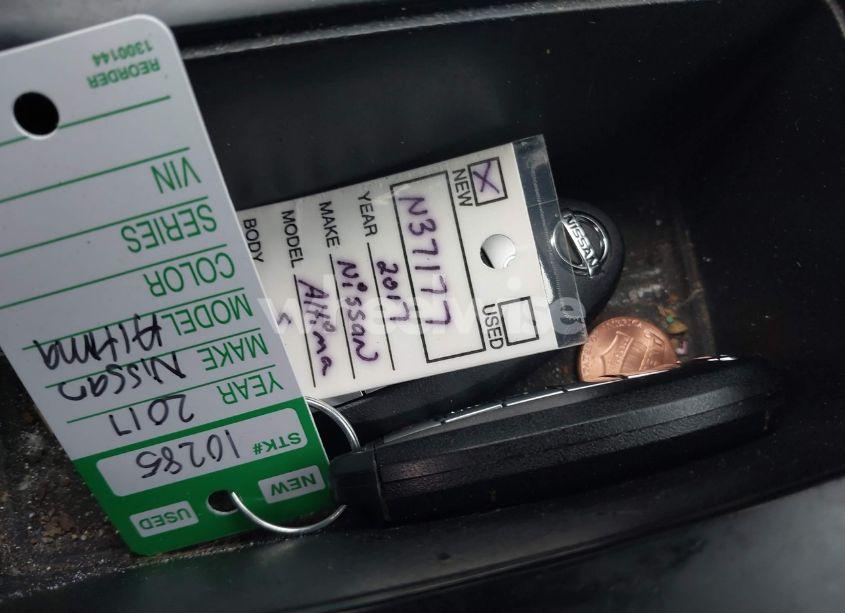 NEW X
USED
N37177
YEAR 2017
MAKE Nissan
MODEL Altima
S
BODY
NISSAN
USED NEW
STK# 10285
YEAR 2017
MAKE Nissan
MODEL Altima
COLOR
SERIES
VIN
REORDER
1300144
wheelwise